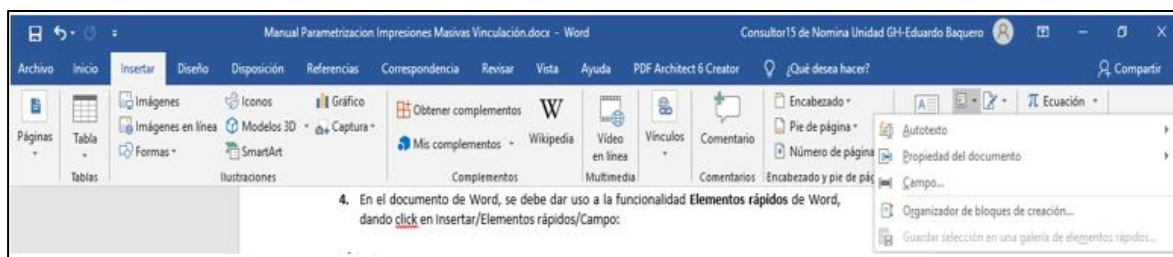 Manual Parametrizacion Impresiones Masivas Vinculación.docx - Word Consultor15 de Nomina Unidad GH-Eduardo Baquero
Archivo Inicio Insertar Diseño Disposición Referencias Correspondencia Revisar Vista Ayuda PDF Architect 6 Creator ¿Qué desea hacer? Compartir
Imágenes Iconos Gráfico Obtener complementos Encabezado Ecuación
Páginas Tabla Imágenes en línea Modelos 3D Captura Mis complementos Wikipedia Vídeo en línea Vínculos Comentario Pie de página
Formas SmartArt Número de página
Tablas Ilustraciones Complementos Multimedia Comentarios Encabezado y pie de pág
Autotexto
Propiedad del documento
Campo...
Organizador de bloques de creación...
Guardar selección en una galería de elementos rápidos...
4. En el documento de Word, se debe dar uso a la funcionalidad Elementos rápidos de Word,
dando click en Insertar/Elementos rápidos/Campo: